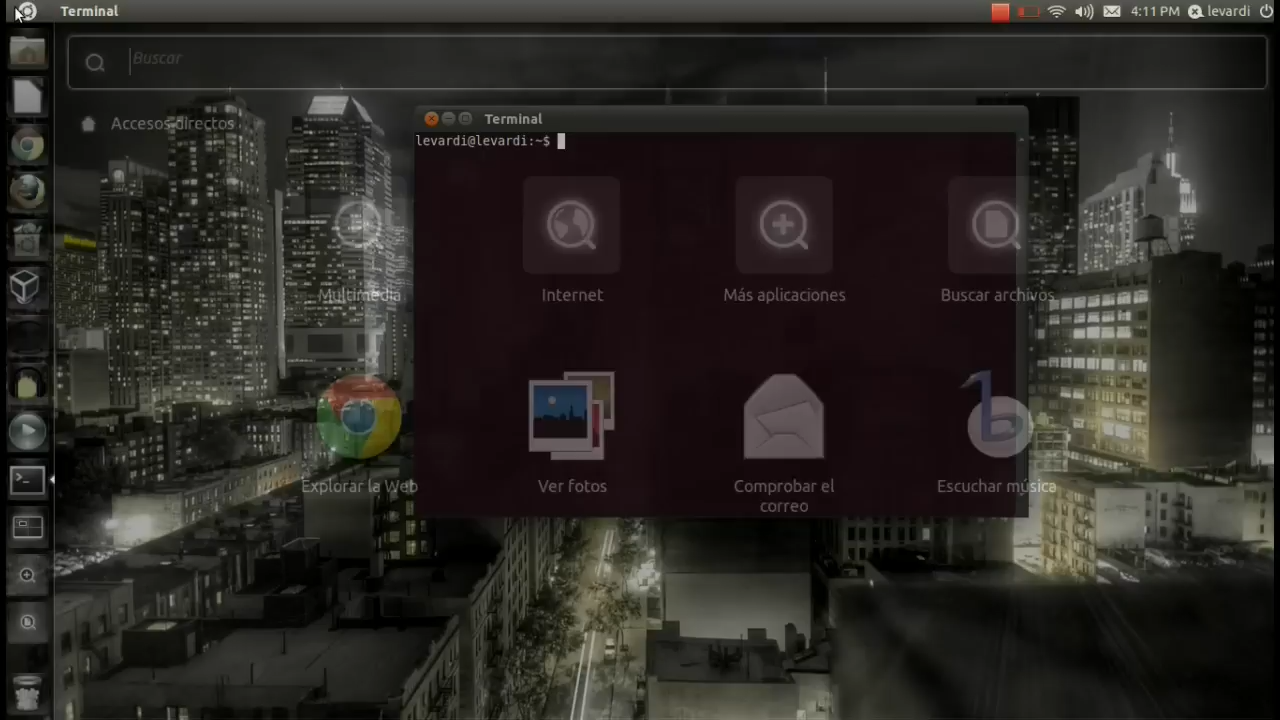 Terminal
4:11 PM
levardi
Buscar
Accesos directos
Terminal
levardi@levardi:~$
Multimedia
Internet
Más aplicaciones
Buscar archivos
Explorar la Web
Ver fotos
Comprobar el
correo
Escuchar música